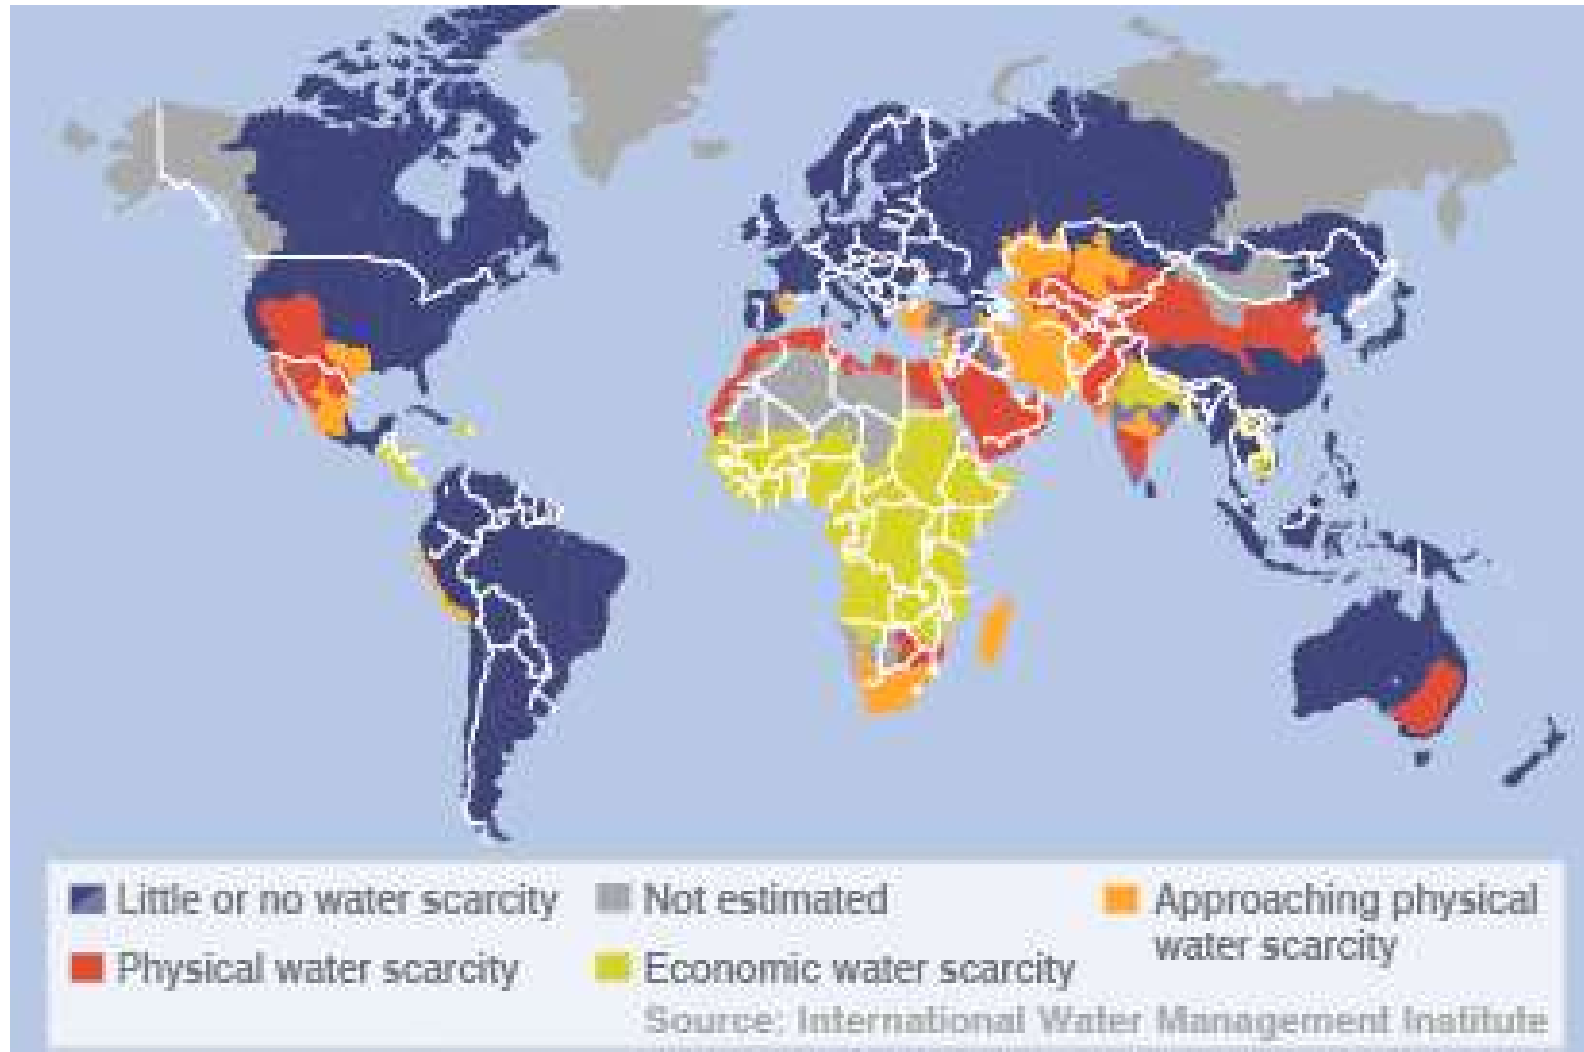 Little or no water scarcity
Not estimated
Approaching physical
water scarcity
Physical water scarcity
Economic water scarcity
Source: International Water Management Institute